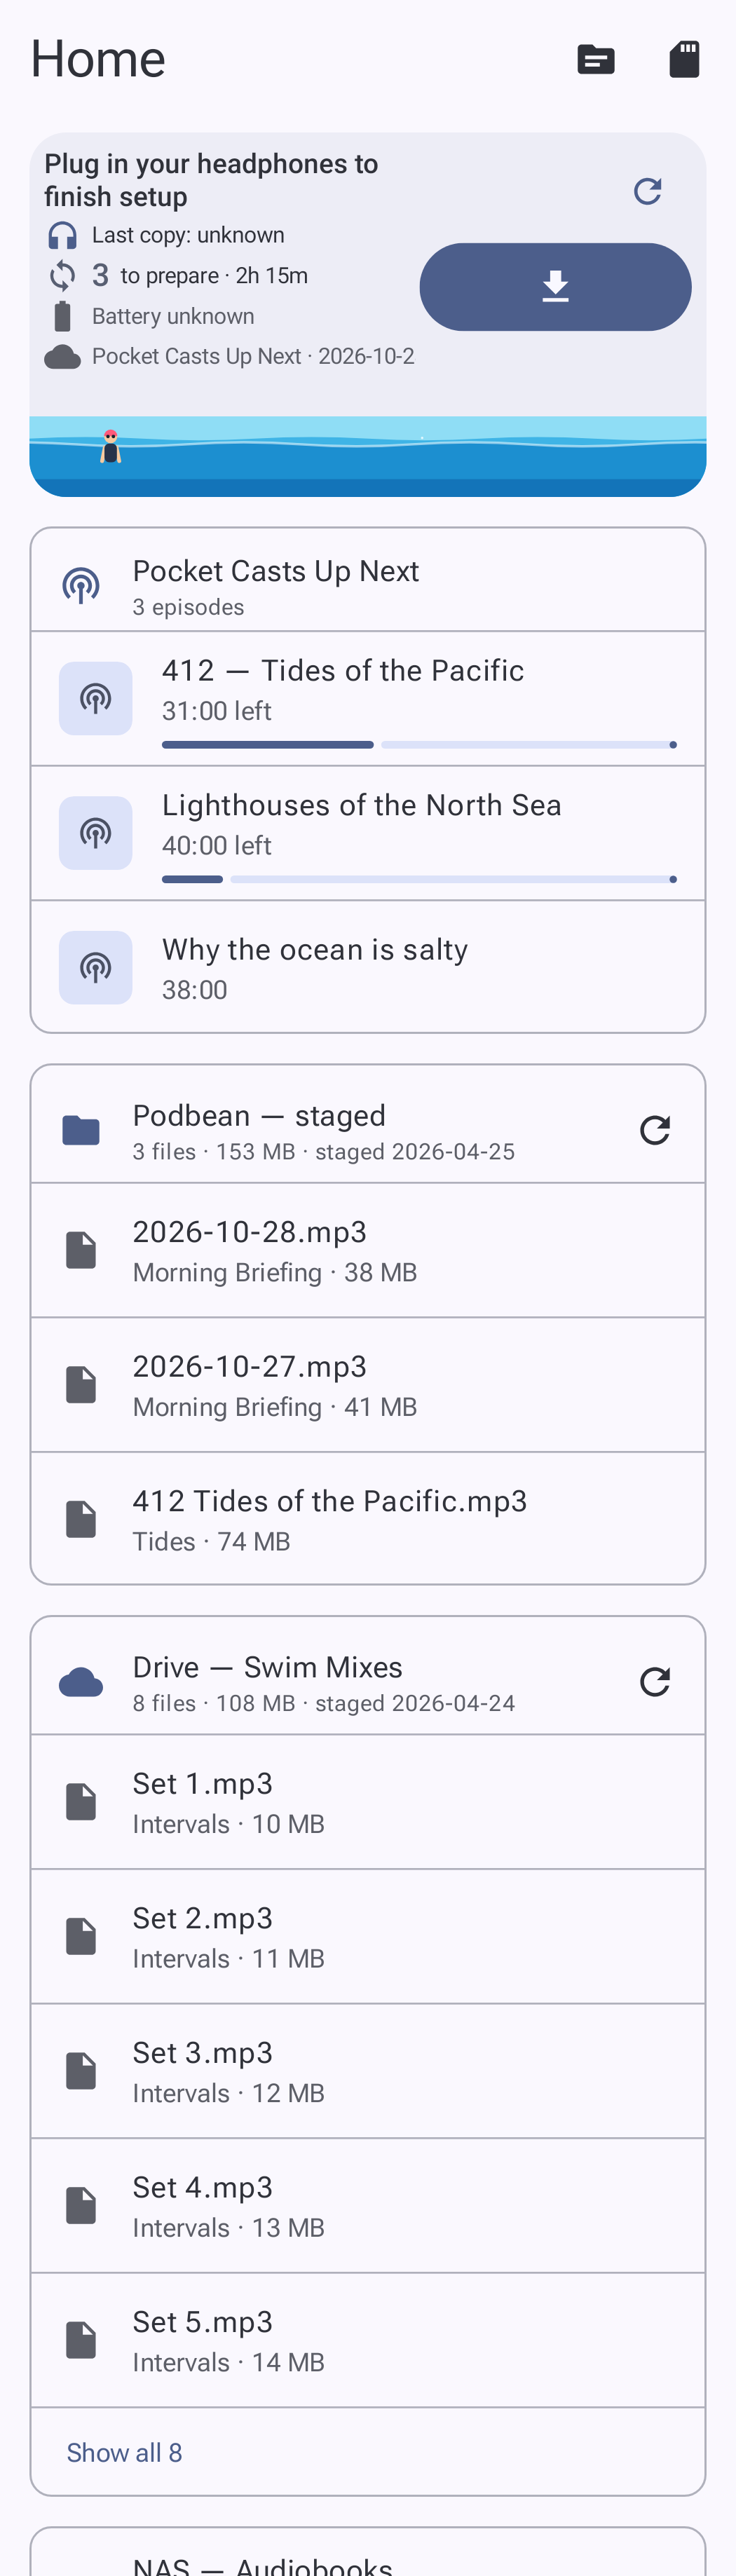 Home
Plug in your headphones to
finish setup
Last copy: unknown
3 to prepare · 2h 15m
Battery unknown
Pocket Casts Up Next · 2026-10-2
Pocket Casts Up Next
3 episodes
412 — Tides of the Pacific
31:00 left
Lighthouses of the North Sea
40:00 left
Why the ocean is salty
38:00
Podbean — staged
3 files · 153 MB · staged 2026-04-25
2026-10-28.mp3
Morning Briefing · 38 MB
2026-10-27.mp3
Morning Briefing · 41 MB
412 Tides of the Pacific.mp3
Tides · 74 MB
Drive — Swim Mixes
8 files · 108 MB · staged 2026-04-24
Set 1.mp3
Intervals · 10 MB
Set 2.mp3
Intervals · 11 MB
Set 3.mp3
Intervals · 12 MB
Set 4.mp3
Intervals · 13 MB
Set 5.mp3
Intervals · 14 MB
Show all 8
NAS — Audiobooks